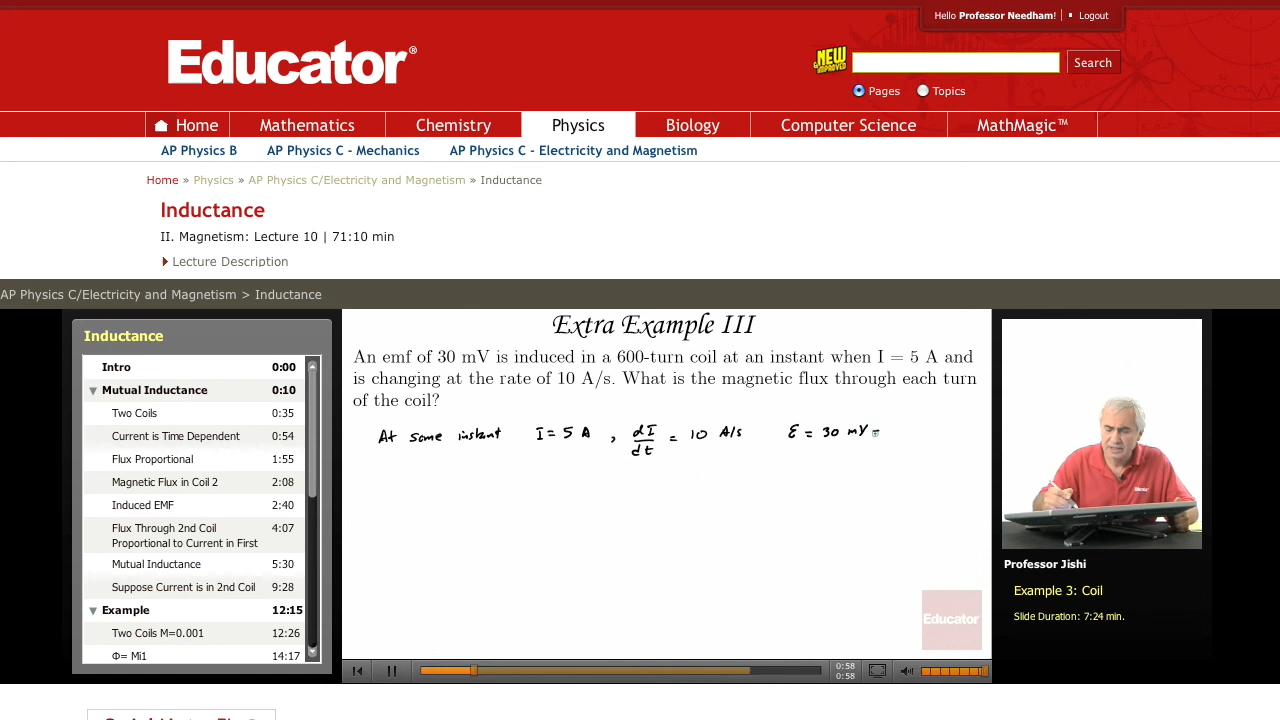 Hello Professor Needham! Logout
Educator®
NEW
& IMPROVED
Search
Pages Topics
Home Mathematics Chemistry Physics Biology Computer Science MathMagic™
AP Physics B AP Physics C - Mechanics AP Physics C - Electricity and Magnetism
Home » Physics » AP Physics C/Electricity and Magnetism » Inductance
Inductance
II. Magnetism: Lecture 10 | 71:10 min
Lecture Description
AP Physics C/Electricity and Magnetism > Inductance
Inductance
Intro 0:00
Mutual Inductance 0:10
Two Coils 0:35
Current is Time Dependent 0:54
Flux Proportional 1:55
Magnetic Flux in Coil 2 2:08
Induced EMF 2:40
Flux Through 2nd Coil 4:07
Proportional to Current in First
Mutual Inductance 5:30
Suppose Current is in 2nd Coil 9:28
Example 12:15
Two Coils M=0.001 12:26
Φ= Mi1 14:17
Extra Example III
An emf of 30 mV is induced in a 600-turn coil at an instant when I = 5 A and
is changing at the rate of 10 A/s. What is the magnetic flux through each turn
of the coil?
At some instant I = 5 A , dI/dt = 10 A/s ε = 30 mV =
Educator
0:58
0:58
Professor Jishi
Example 3: Coil
Slide Duration: 7:24 min.